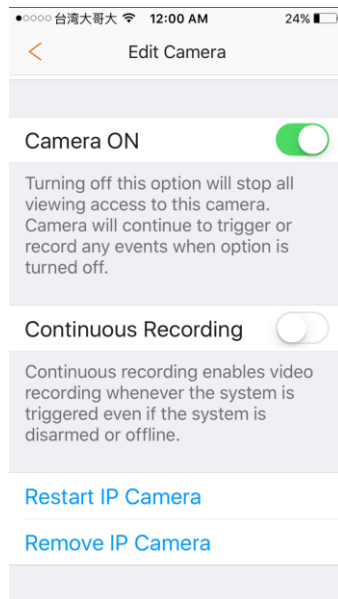 台湾大哥大 12:00 AM 24%
Edit Camera
Camera ON
Turning off this option will stop all
viewing access to this camera.
Camera will continue to trigger or
record any events when option is
turned off.
Continuous Recording
Continuous recording enables video
recording whenever the system is
triggered even if the system is
disarmed or offline.
Restart IP Camera
Remove IP Camera